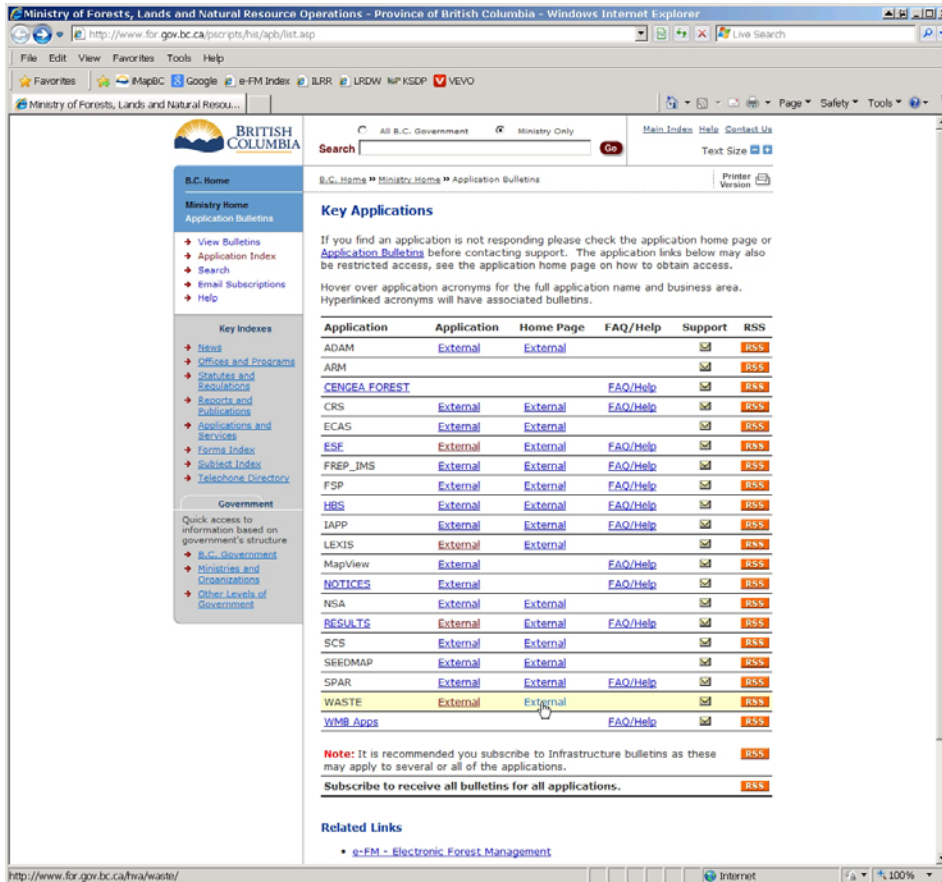 Ministry of Forests, Lands and Natural Resource Operations - Province of British Columbia - Windows Internet Explorer
http://www.for.gov.bc.ca/pscripts/his/apb/list.asp
Live Search
File Edit View Favorites Tools Help
Favorites iMapBC Google e-FM Index ILRR LRDW KSDP VEVO
Ministry of Forests, Lands and Natural Resou...
Page Safety Tools
BRITISH COLUMBIA
All B.C. Government Ministry Only
Main Index Help Contact Us
Search Go
Text Size
B.C. Home
B.C. Home » Ministry Home » Application Bulletins
Printer Version
Ministry Home
Application Bulletins
View Bulletins
Application Index
Search
Email Subscriptions
Help
Key Indexes
News
Offices and Programs
Statutes and Regulations
Reports and Publications
Applications and Services
Forms Index
Subject Index
Telephone Directory
Government
Quick access to
information based on
government's structure
B.C. Government
Ministries and Organizations
Other Levels of Government
Key Applications
If you find an application is not responding please check the application home page or
Application Bulletins before contacting support. The application links below may also
be restricted access, see the application home page on how to obtain access.
Hover over application acronyms for the full application name and business area.
Hyperlinked acronyms will have associated bulletins.
Application Application Home Page FAQ/Help Support RSS
ADAM External External RSS
ARM RSS
CENGEA FOREST FAQ/Help RSS
CRS External External FAQ/Help RSS
ECAS External External RSS
ESF External External FAQ/Help RSS
FREP_IMS External External FAQ/Help RSS
FSP External External FAQ/Help RSS
HBS External External FAQ/Help RSS
IAPP External External FAQ/Help RSS
LEXIS External External RSS
MapView External FAQ/Help RSS
NOTICES External FAQ/Help RSS
NSA External External RSS
RESULTS External External FAQ/Help RSS
SCS External External RSS
SEEDMAP External External RSS
SPAR External External FAQ/Help RSS
WASTE External External RSS
WMB Apps FAQ/Help RSS
Note: It is recommended you subscribe to Infrastructure bulletins as these RSS
may apply to several or all of the applications.
Subscribe to receive all bulletins for all applications. RSS
Related Links
• e-FM - Electronic Forest Management
http://www.for.gov.bc.ca/hva/waste/
Internet
100%